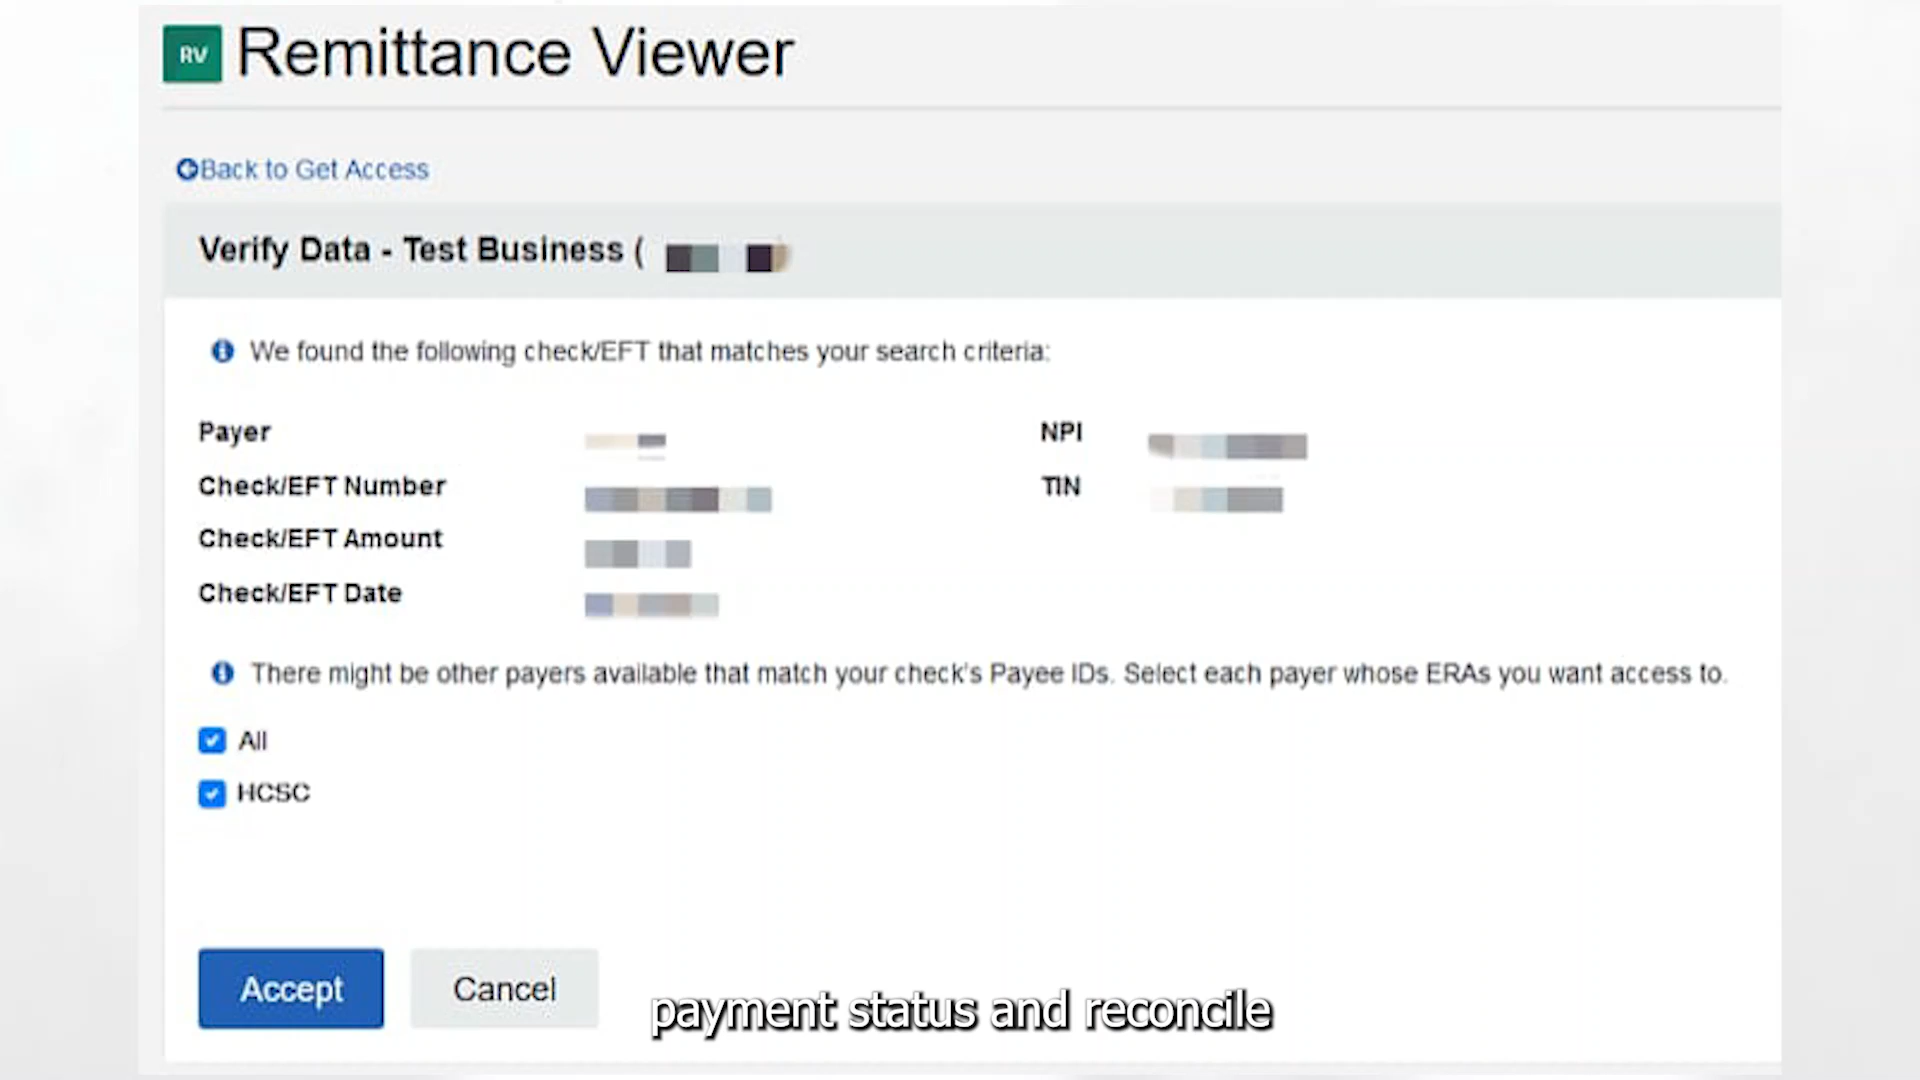 RV Remittance Viewer
Back to Get Access
Verify Data - Test Business (
We found the following check/EFT that matches your search criteria:
Payer
NPI
Check/EFT Number
TIN
Check/EFT Amount
Check/EFT Date
There might be other payers available that match your check's Payee IDs. Select each payer whose ERAs you want access to.
All
HCSC
Accept
Cancel
payment status and reconcile